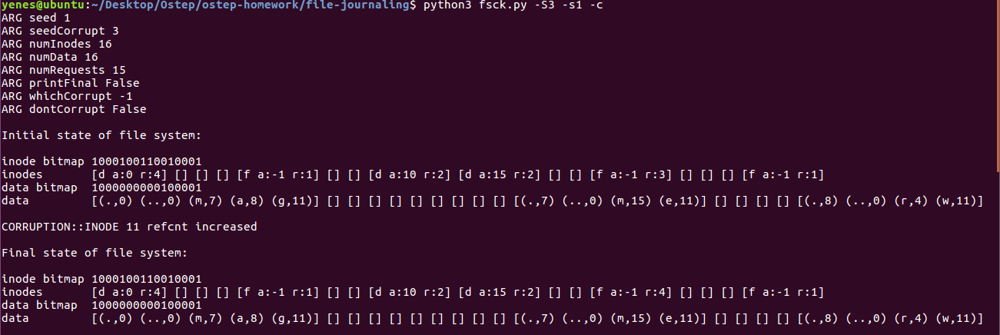 yenes@ubuntu:~/Desktop/Ostep/ostep-homework/file-journaling$ python3 fsck.py -S3 -s1 -c
ARG seed 1
ARG seedCorrupt 3
ARG numInodes 16
ARG numData 16
ARG numRequests 15
ARG printFinal False
ARG whichCorrupt -1
ARG dontCorrupt False
Initial state of file system:
inode bitmap 1000100110010001
inodes       [d a:0 r:4] [] [] [] [f a:-1 r:1] [] [] [d a:10 r:2] [d a:15 r:2] [] [] [f a:-1 r:3] [] [] [] [f a:-1 r:1]
data bitmap  1000000000100001
data         [(.,0) (..,0) (m,7) (a,8) (g,11)] [] [] [] [] [] [] [] [] [] [(.,7) (..,0) (m,15) (e,11)] [] [] [] [] [(.,8) (..,0) (r,4) (w,11)]
CORRUPTION::INODE 11 refcnt increased
Final state of file system:
inode bitmap 1000100110010001
inodes       [d a:0 r:4] [] [] [] [f a:-1 r:1] [] [] [d a:10 r:2] [d a:15 r:2] [] [] [f a:-1 r:4] [] [] [] [f a:-1 r:1]
data bitmap  1000000000100001
data         [(.,0) (..,0) (m,7) (a,8) (g,11)] [] [] [] [] [] [] [] [] [] [(.,7) (..,0) (m,15) (e,11)] [] [] [] [] [(.,8) (..,0) (r,4) (w,11)]